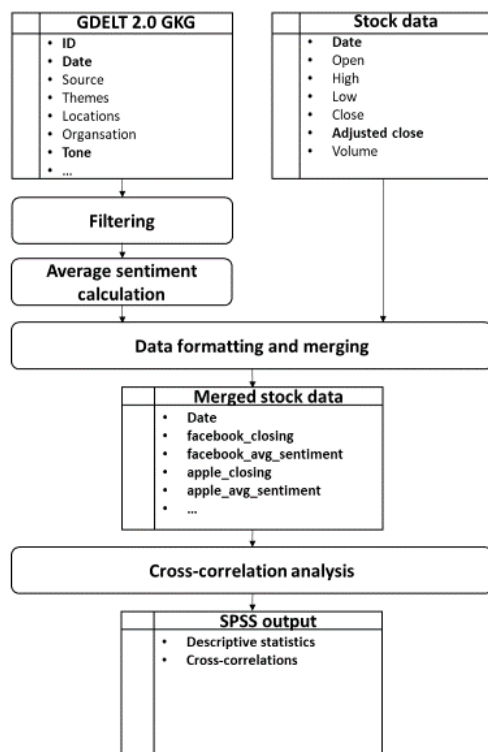 GDELT 2.0 GKG
• ID
• Date
• Source
• Themes
• Locations
• Organsation
• Tone
• ...
Stock data
• Date
• Open
• High
• Low
• Close
• Adjusted close
• Volume
Filtering
Average sentiment
calculation
Data formatting and merging
Merged stock data
• Date
• facebook_closing
• facebook_avg_sentiment
• apple_closing
• apple_avg_sentiment
• ...
Cross-correlation analysis
SPSS output
• Descriptive statistics
• Cross-correlations